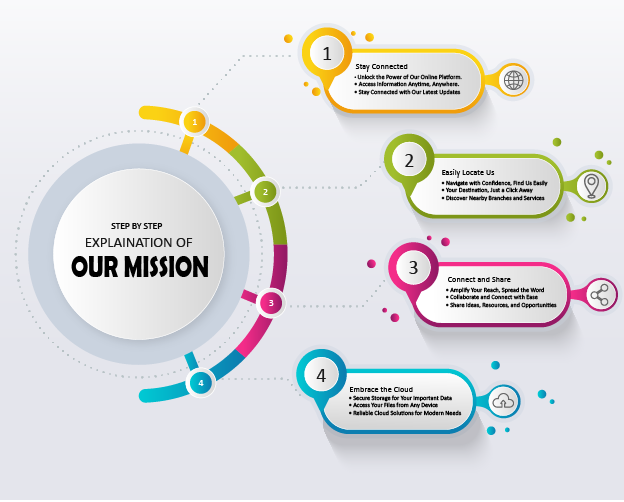 STEP BY STEP
EXPLAINATION OF
OUR MISSION
1
2
3
4
1
Stay Connected
• Unlock the Power of Our Online Platform.
• Access Information Anytime, Anywhere.
• Stay Connected with Our Latest Updates
2
Easily Locate Us
• Navigate with Confidence, Find Us Easily
• Your Destination, Just a Click Away
• Discover Nearby Branches and Services
3
Connect and Share
• Amplify Your Reach, Spread the Word
• Collaborate and Connect with Ease
• Share Ideas, Resources, and Opportunities
4
Embrace the Cloud
• Secure Storage for Your Important Data
• Access Your Files from Any Device
• Reliable Cloud Solutions for Modern Needs